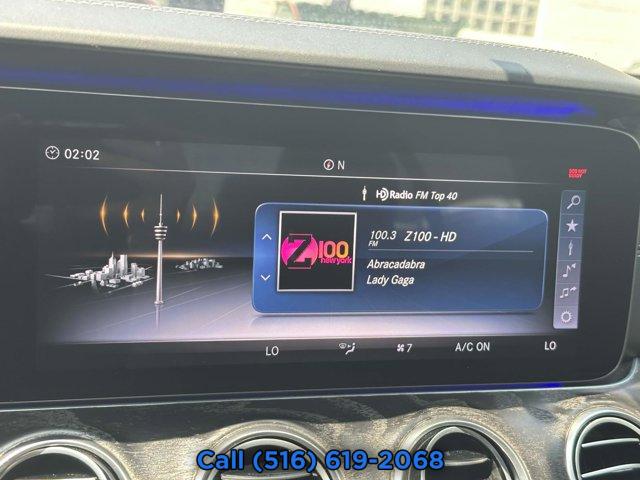 02:02
N
HD Radio FM Top 40
Z100
new york
100.3 Z100 - HD
FM
Abracadabra
Lady Gaga
LO
7
A/C ON
LO
Call (516) 619-2068